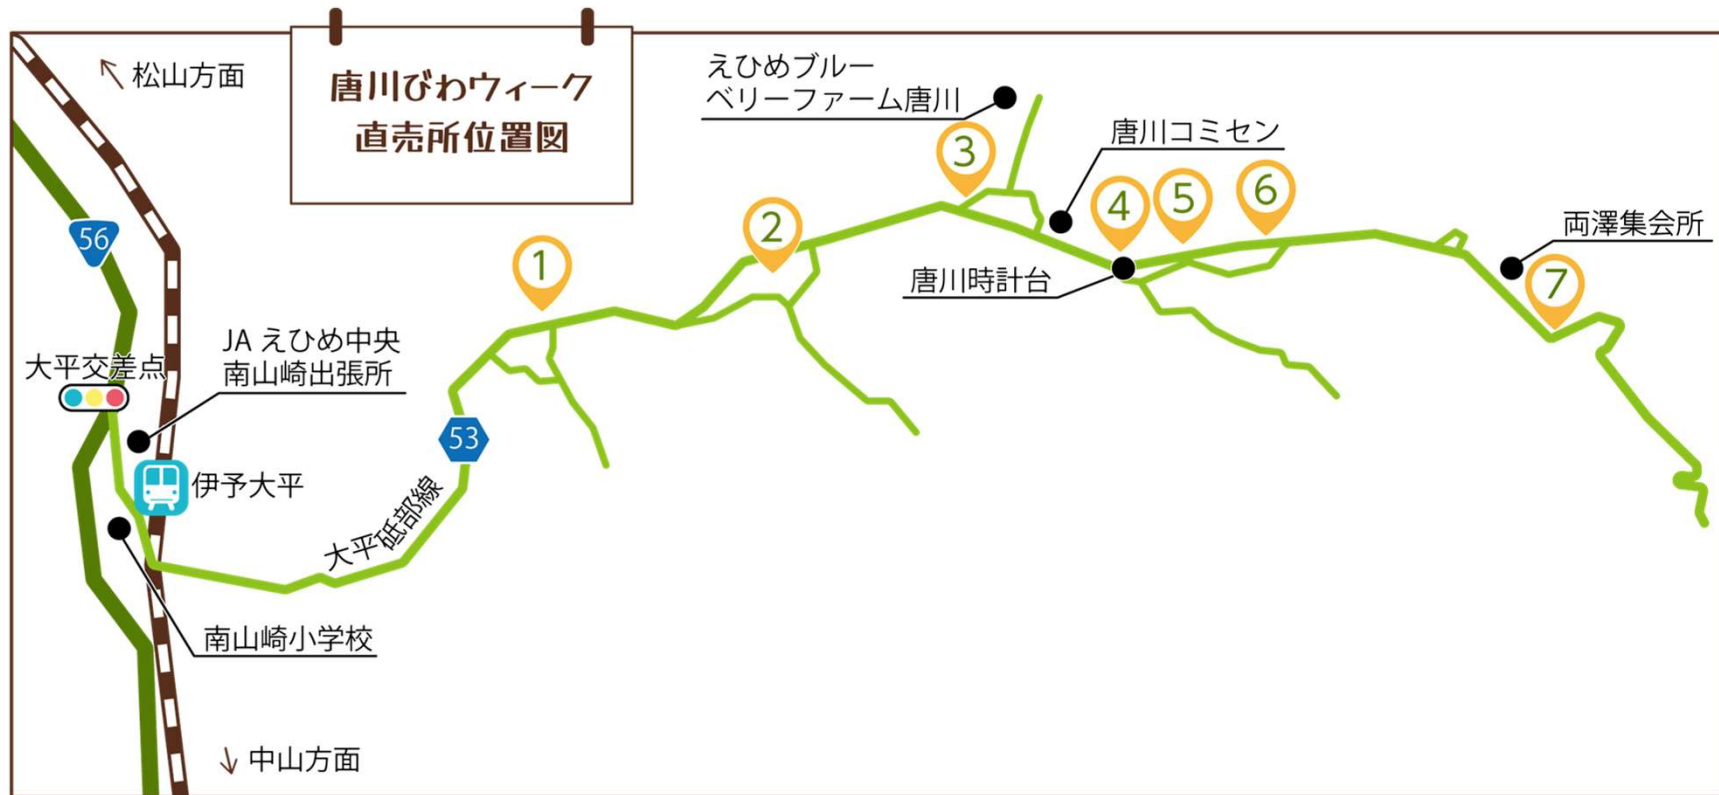 松山方面
唐川びわウィーク
直売所位置図
えひめブルー
ベリーファーム唐川
唐川コミセン
3
4
5
6
2
1
両澤集会所
唐川時計台
7
56
JA えひめ中央
南山崎出張所
大平交差点
53
伊予大平
大平砥部線
南山崎小学校
中山方面